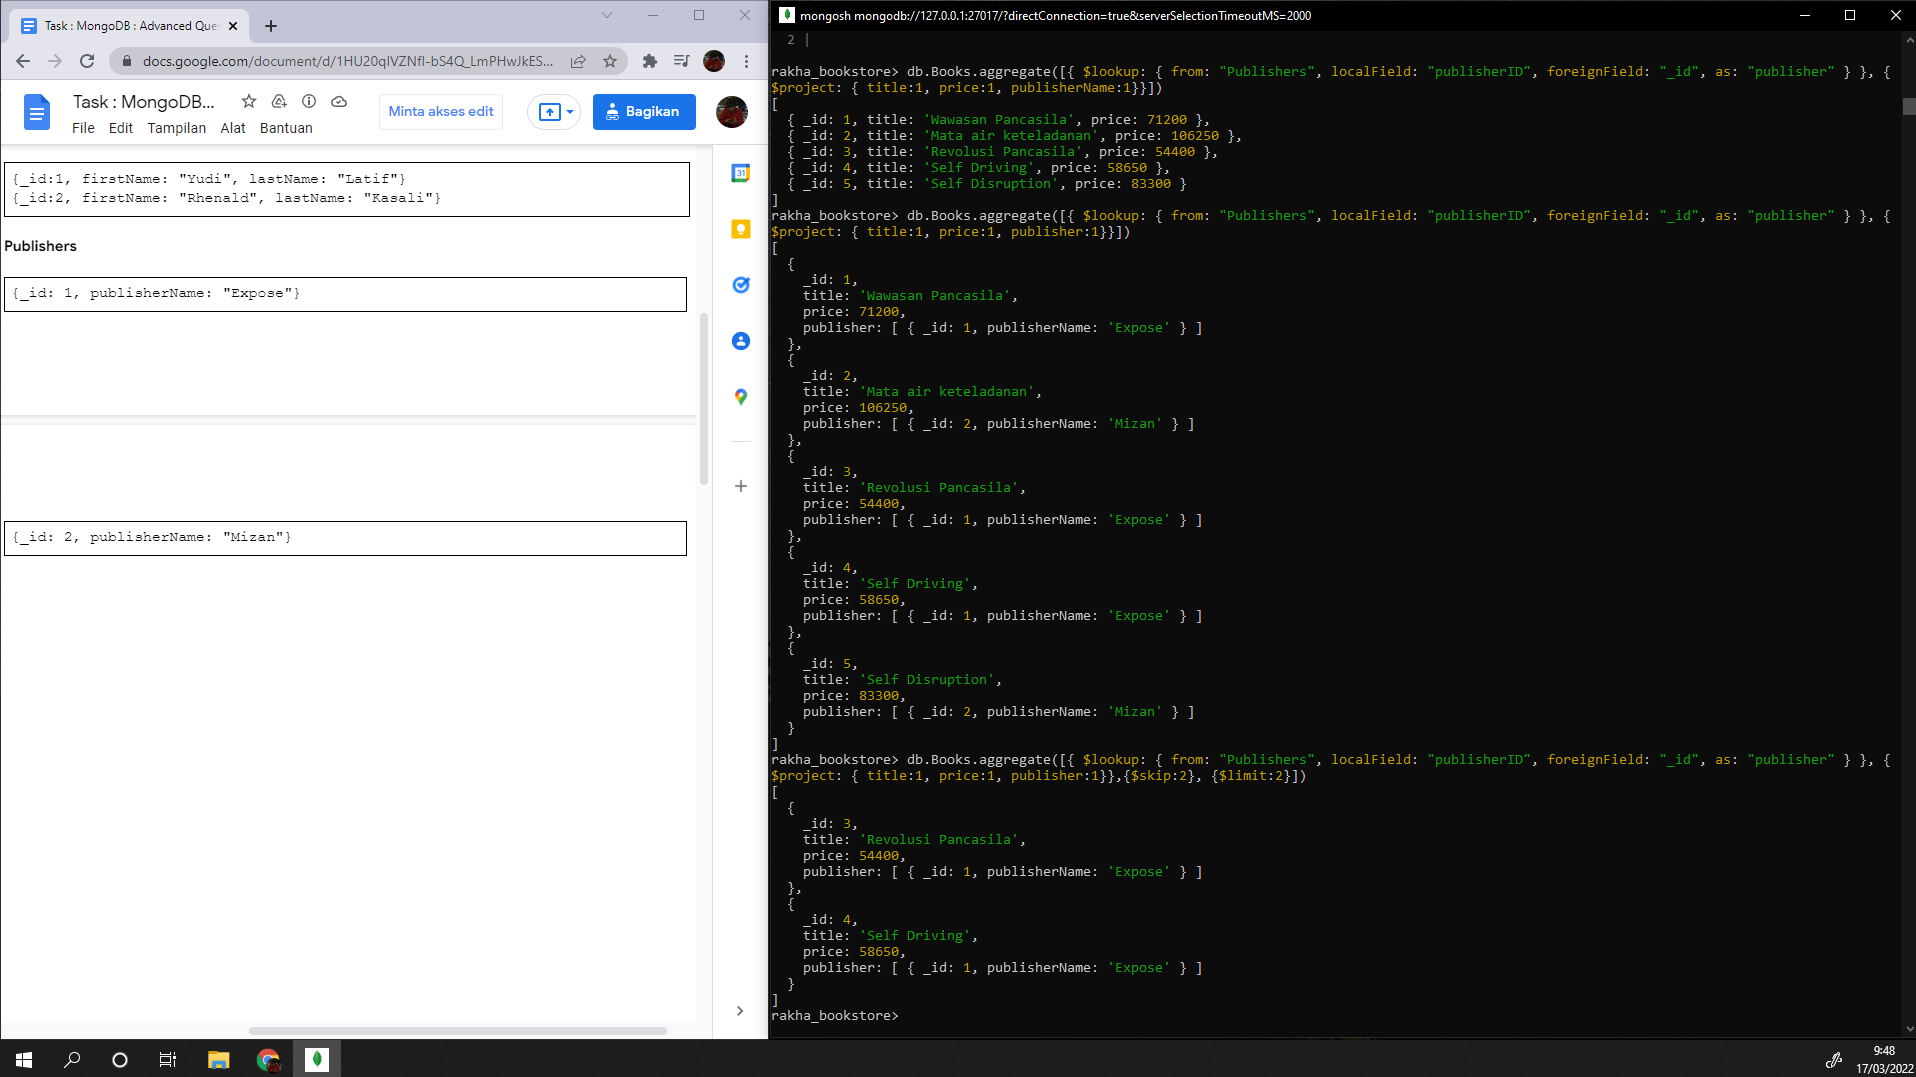 Task : MongoDB : Advanced Que
docs.google.com/document/d/1HU20qIVZNfI-bS4Q_LmPHwJkES...
Task : MongoDB...
Minta akses edit
Bagikan
File Edit Tampilan Alat Bantuan
31
{_id:1, firstName: "Yudi", lastName: "Latif"}
{_id:2, firstName: "Rhenald", lastName: "Kasali"}
Publishers
{_id: 1, publisherName: "Expose"}
{_id: 2, publisherName: "Mizan"}
mongosh mongodb://127.0.0.1:27017/?directConnection=true&serverSelectionTimeoutMS=2000
2 |
rakha_bookstore> db.Books.aggregate([{ $lookup: { from: "Publishers", localField: "publisherID", foreignField: "_id", as: "publisher" } }, {
$project: { title:1, price:1, publisherName:1}}])
[
{ _id: 1, title: 'Wawasan Pancasila', price: 71200 },
{ _id: 2, title: 'Mata air keteladanan', price: 106250 },
{ _id: 3, title: 'Revolusi Pancasila', price: 54400 },
{ _id: 4, title: 'Self Driving', price: 58650 },
{ _id: 5, title: 'Self Disruption', price: 83300 }
]
rakha_bookstore> db.Books.aggregate([{ $lookup: { from: "Publishers", localField: "publisherID", foreignField: "_id", as: "publisher" } }, {
$project: { title:1, price:1, publisher:1}}])
[
{
_id: 1,
title: 'Wawasan Pancasila',
price: 71200,
publisher: [ { _id: 1, publisherName: 'Expose' } ]
},
{
_id: 2,
title: 'Mata air keteladanan',
price: 106250,
publisher: [ { _id: 2, publisherName: 'Mizan' } ]
},
{
_id: 3,
title: 'Revolusi Pancasila',
price: 54400,
publisher: [ { _id: 1, publisherName: 'Expose' } ]
},
{
_id: 4,
title: 'Self Driving',
price: 58650,
publisher: [ { _id: 1, publisherName: 'Expose' } ]
},
{
_id: 5,
title: 'Self Disruption',
price: 83300,
publisher: [ { _id: 2, publisherName: 'Mizan' } ]
}
]
rakha_bookstore> db.Books.aggregate([{ $lookup: { from: "Publishers", localField: "publisherID", foreignField: "_id", as: "publisher" } }, {
$project: { title:1, price:1, publisher:1}},{$skip:2}, {$limit:2}])
[
{
_id: 3,
title: 'Revolusi Pancasila',
price: 54400,
publisher: [ { _id: 1, publisherName: 'Expose' } ]
},
{
_id: 4,
title: 'Self Driving',
price: 58650,
publisher: [ { _id: 1, publisherName: 'Expose' } ]
}
]
rakha_bookstore>
9:48
17/03/2022